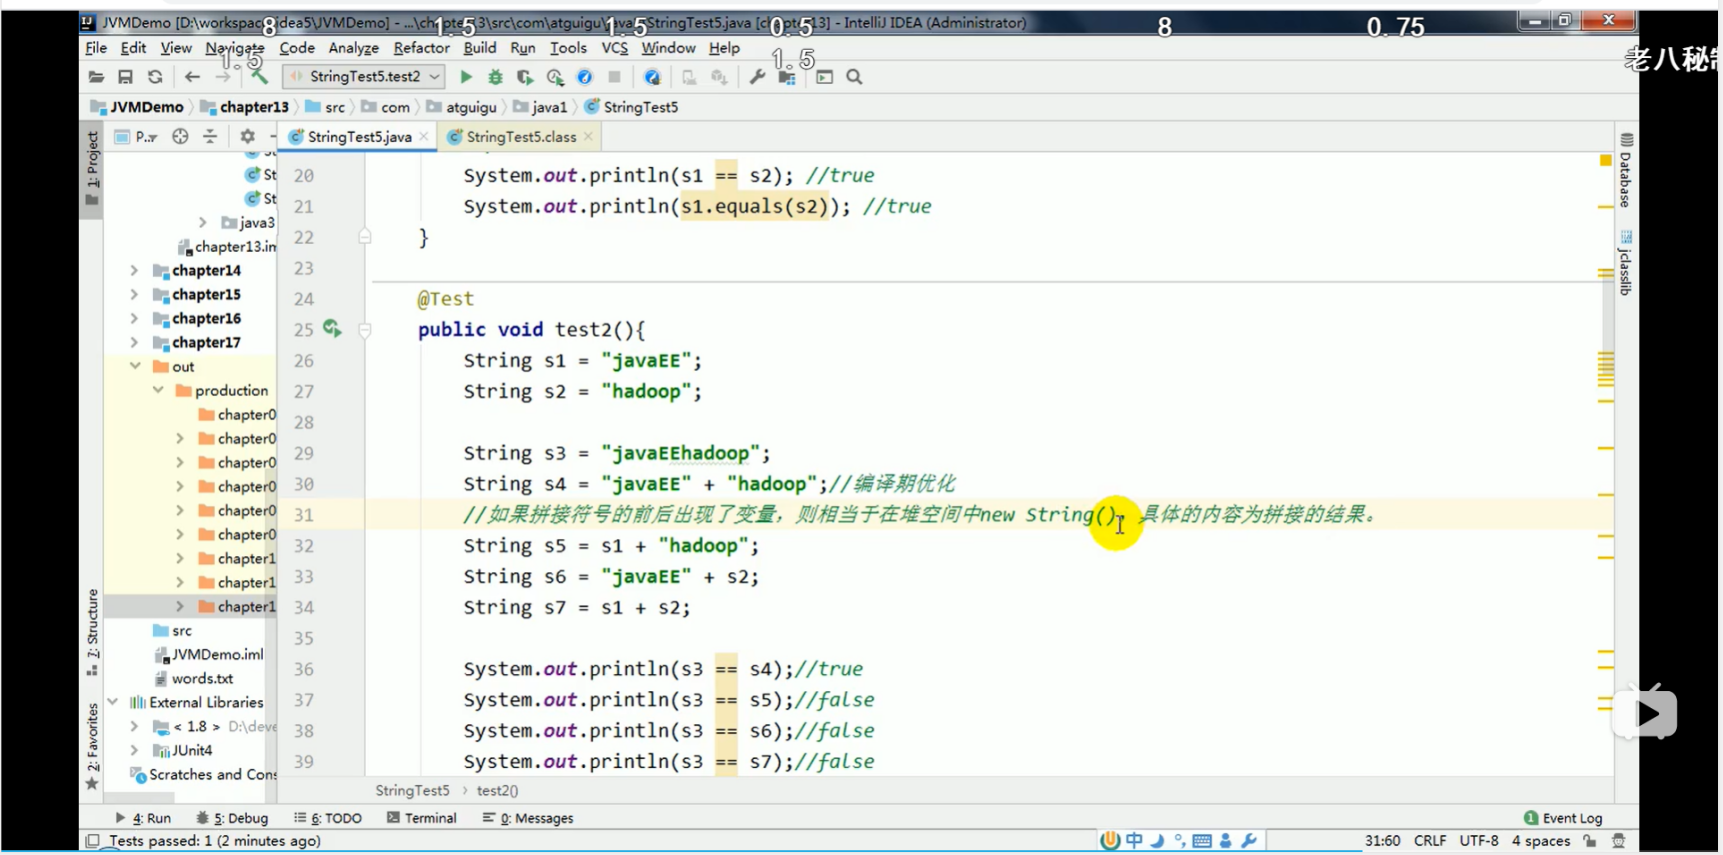 JVMDemo [D:\workspace_idea5\JVMDemo] - ...\chapter13\src\com\atguigu\java1\StringTest5.java [chapter13] - IntelliJ IDEA (Administrator)
8 1.5 1.5 0.5 8 0.75
File Edit View Navigate Code Analyze Refactor Build Run Tools VCS Window Help
1.5 1.5 老八秘制
StringTest5.test2
JVMDemo chapter13 src com atguigu java1 StringTest5
1: Project
P..
StringTest5.java
StringTest5.class
Database
jclasslib
St
St
java3
chapter13.im
chapter14
chapter15
chapter16
chapter17
out
production
chapter0
chapter0
chapter0
chapter0
chapter0
chapter0
chapter1
chapter1
chapter1
src
JVMDemo.iml
words.txt
External Libraries
< 1.8 > D:\deve
JUnit4
Scratches and Cons
7: Structure
2: Favorites
20 System.out.println(s1 == s2); //true
21 System.out.println(s1.equals(s2)); //true
22 }
23
24 @Test
25 public void test2(){
26 String s1 = "javaEE";
27 String s2 = "hadoop";
28
29 String s3 = "javaEEhadoop";
30 String s4 = "javaEE" + "hadoop";//编译期优化
31 //如果拼接符号的前后出现了变量，则相当于在堆空间中new String()，具体的内容为拼接的结果。
32 String s5 = s1 + "hadoop";
33 String s6 = "javaEE" + s2;
34 String s7 = s1 + s2;
35
36 System.out.println(s3 == s4);//true
37 System.out.println(s3 == s5);//false
38 System.out.println(s3 == s6);//false
39 System.out.println(s3 == s7);//false
StringTest5 › test2()
4: Run 5: Debug 6: TODO Terminal 0: Messages 1 Event Log
Tests passed: 1 (2 minutes ago) 中 31:60 CRLF UTF-8 4 spaces